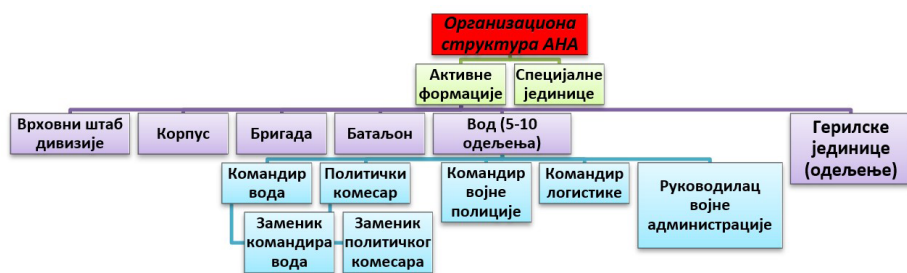 Организациона
структура АНА
Активне
формације
Специјалне
јединице
Врховни штаб
дивизије
Корпус
Бригада
Батаљон
Вод (5-10
одељења)
Герилске
јединице
(одељење)
Командир
вода
Политички
комесар
Командир
војне
полиције
Командир
логистике
Руководилац
војне
администрације
Заменик
командира
вода
Заменик
политичког
комесара